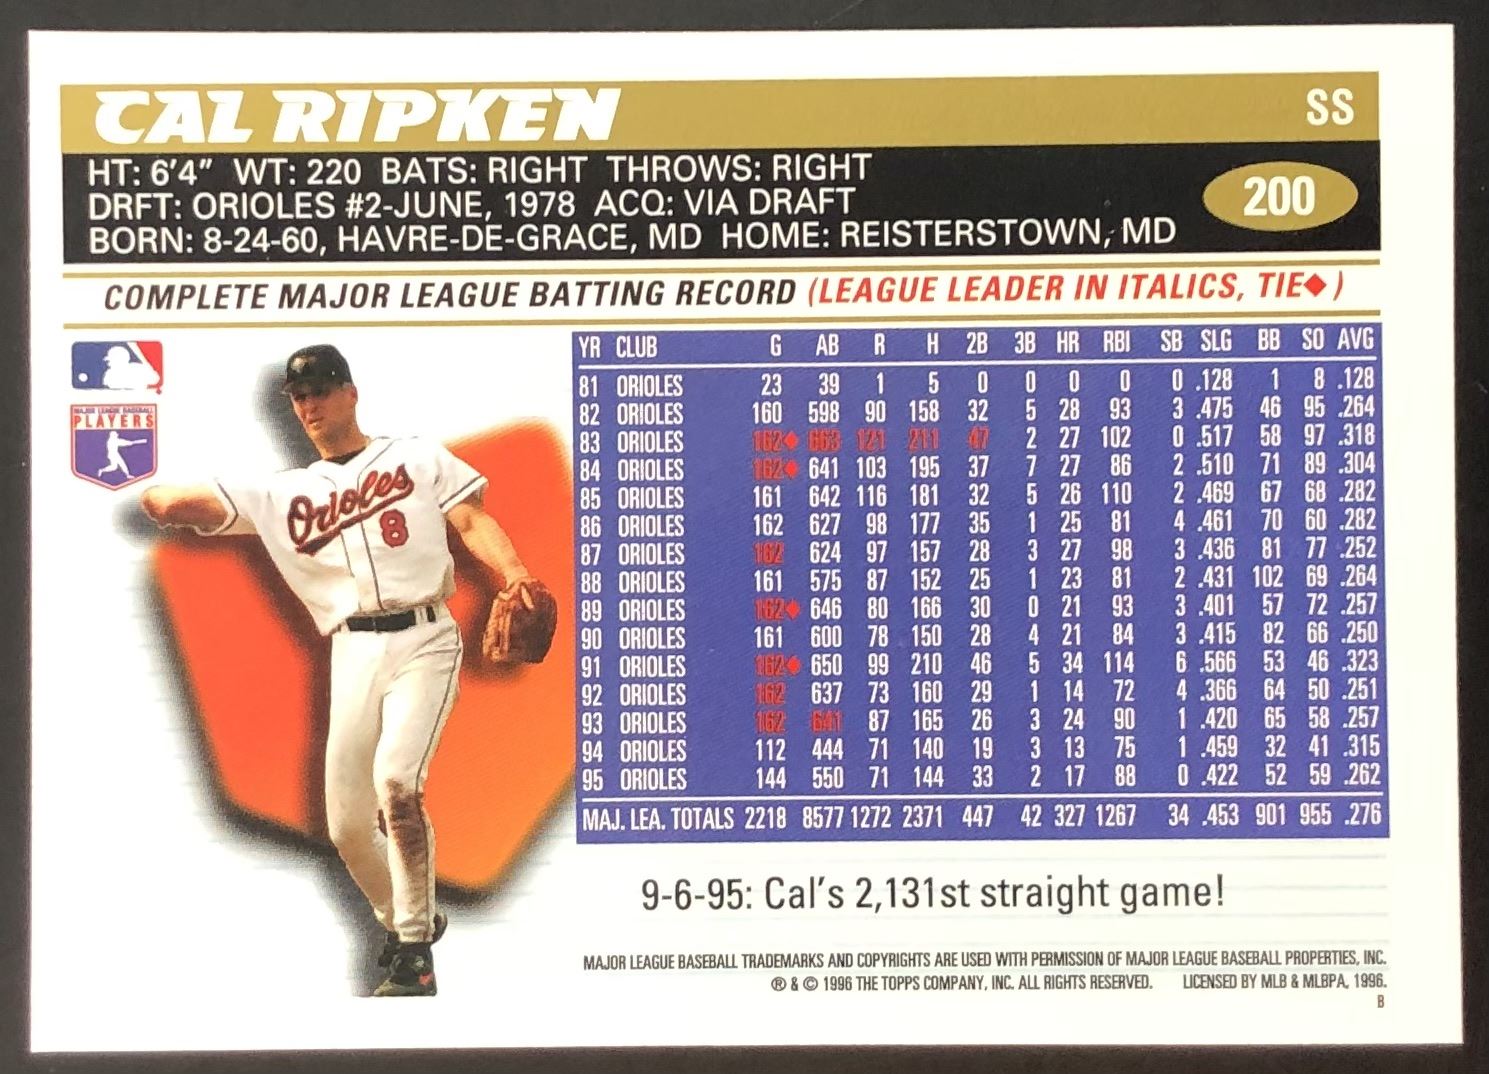 CAL RIPKEN SS
HT: 6'4" WT: 220 BATS: RIGHT THROWS: RIGHT
DRFT: ORIOLES #2-JUNE, 1978 ACQ: VIA DRAFT
200
BORN: 8-24-60, HAVRE-DE-GRACE, MD HOME: REISTERSTOWN, MD
COMPLETE MAJOR LEAGUE BATTING RECORD (LEAGUE LEADER IN ITALICS, TIE◆)
MAJOR LEAGUE BASEBALL
PLAYERS
Orioles
8
YR CLUB G AB R H 2B 3B HR RBI SB SLG BB SO AVG
81 ORIOLES 23 39 1 5 0 0 0 0 0 .128 1 8 .128
82 ORIOLES 160 598 90 158 32 5 28 93 3 .475 46 95 .264
83 ORIOLES 162◆ 663 121 211 47 2 27 102 0 .517 58 97 .318
84 ORIOLES 162◆ 641 103 195 37 7 27 86 2 .510 71 89 .304
85 ORIOLES 161 642 116 181 32 5 26 110 2 .469 67 68 .282
86 ORIOLES 162 627 98 177 35 1 25 81 4 .461 70 60 .282
87 ORIOLES 162 624 97 157 28 3 27 98 3 .436 81 77 .252
88 ORIOLES 161 575 87 152 25 1 23 81 2 .431 102 69 .264
89 ORIOLES 162◆ 646 80 166 30 0 21 93 3 .401 57 72 .257
90 ORIOLES 161 600 78 150 28 4 21 84 3 .415 82 66 .250
91 ORIOLES 162◆ 650 99 210 46 5 34 114 6 .566 53 46 .323
92 ORIOLES 162 637 73 160 29 1 14 72 4 .366 64 50 .251
93 ORIOLES 162 641 87 165 26 3 24 90 1 .420 65 58 .257
94 ORIOLES 112 444 71 140 19 3 13 75 1 .459 32 41 .315
95 ORIOLES 144 550 71 144 33 2 17 88 0 .422 52 59 .262
MAJ. LEA. TOTALS 2218 8577 1272 2371 447 42 327 1267 34 .453 901 955 .276
9-6-95: Cal's 2,131st straight game!
MAJOR LEAGUE BASEBALL TRADEMARKS AND COPYRIGHTS ARE USED WITH PERMISSION OF MAJOR LEAGUE BASEBALL PROPERTIES, INC.
® & © 1996 THE TOPPS COMPANY, INC. ALL RIGHTS RESERVED. LICENSED BY MLB & MLBPA, 1996.
B